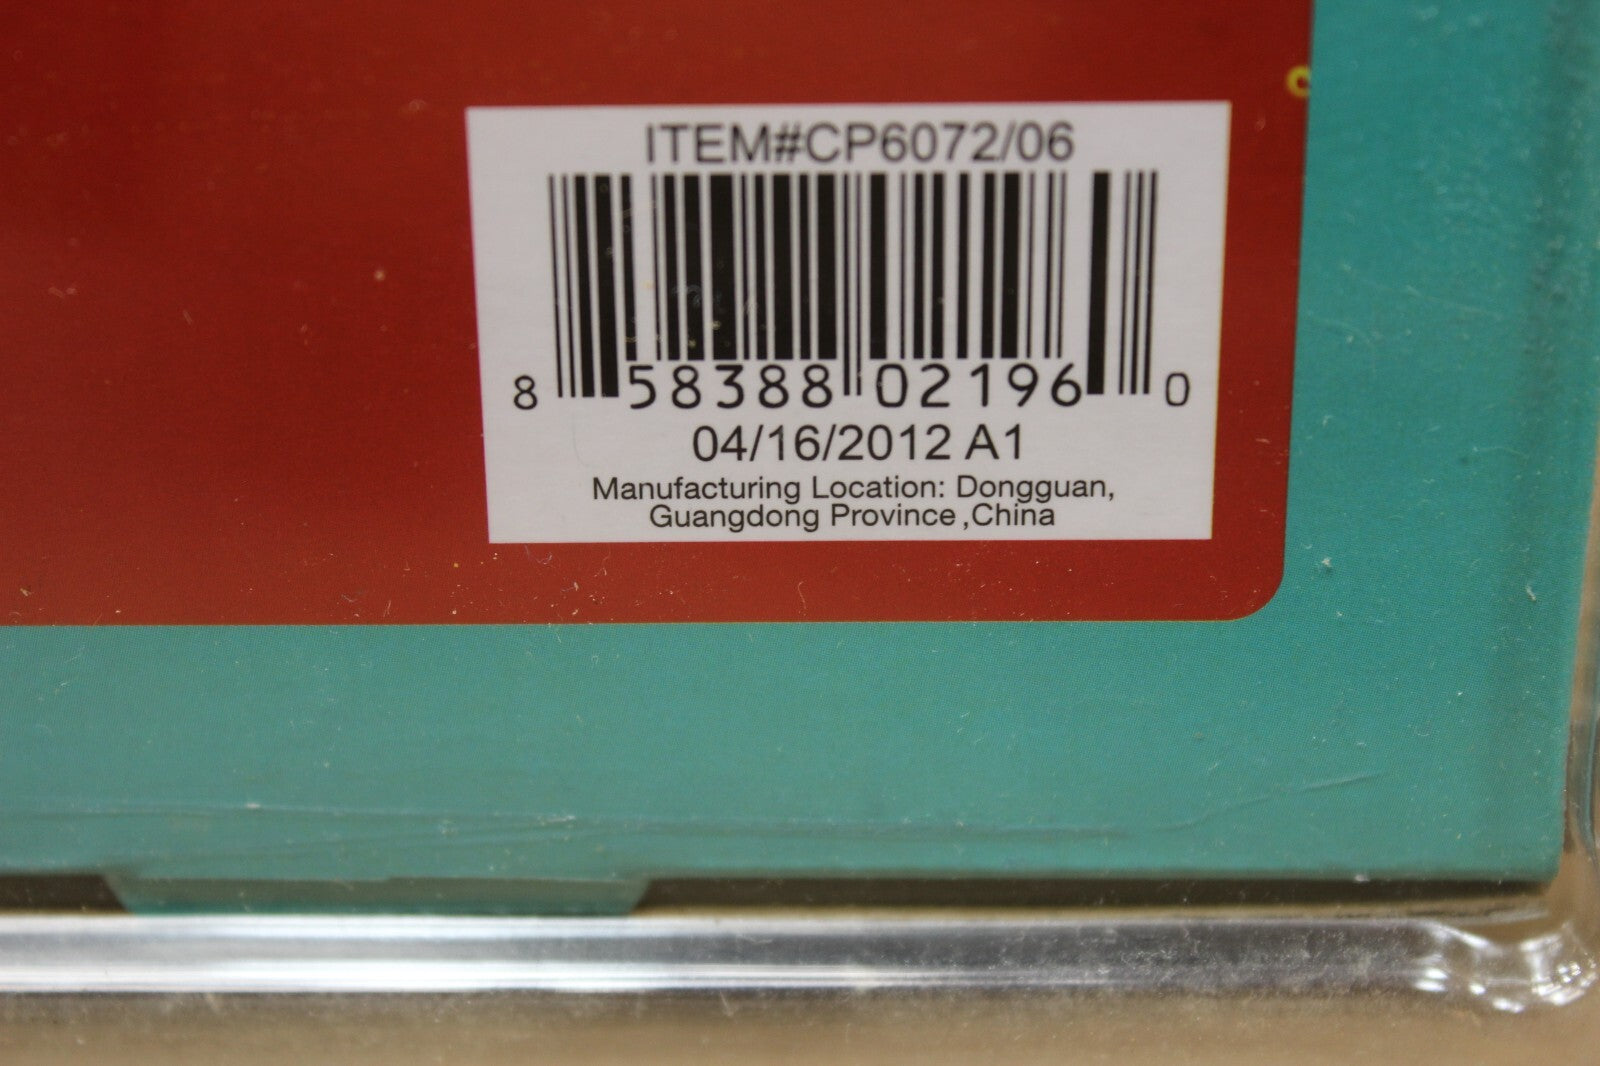 ITEM#CP6072/06
8 58388 02196 0
04/16/2012 A1
Manufacturing Location: Dongguan,
Guangdong Province ,China